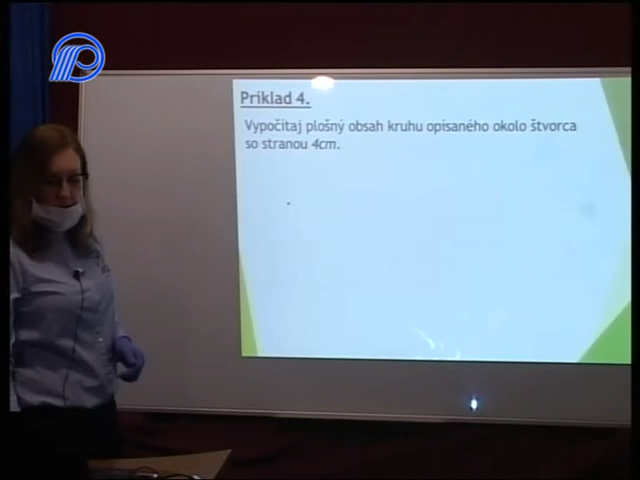 Príklad 4.
Vypočítaj plošný obsah kruhu opísaného okolo štvorca
so stranou 4cm.